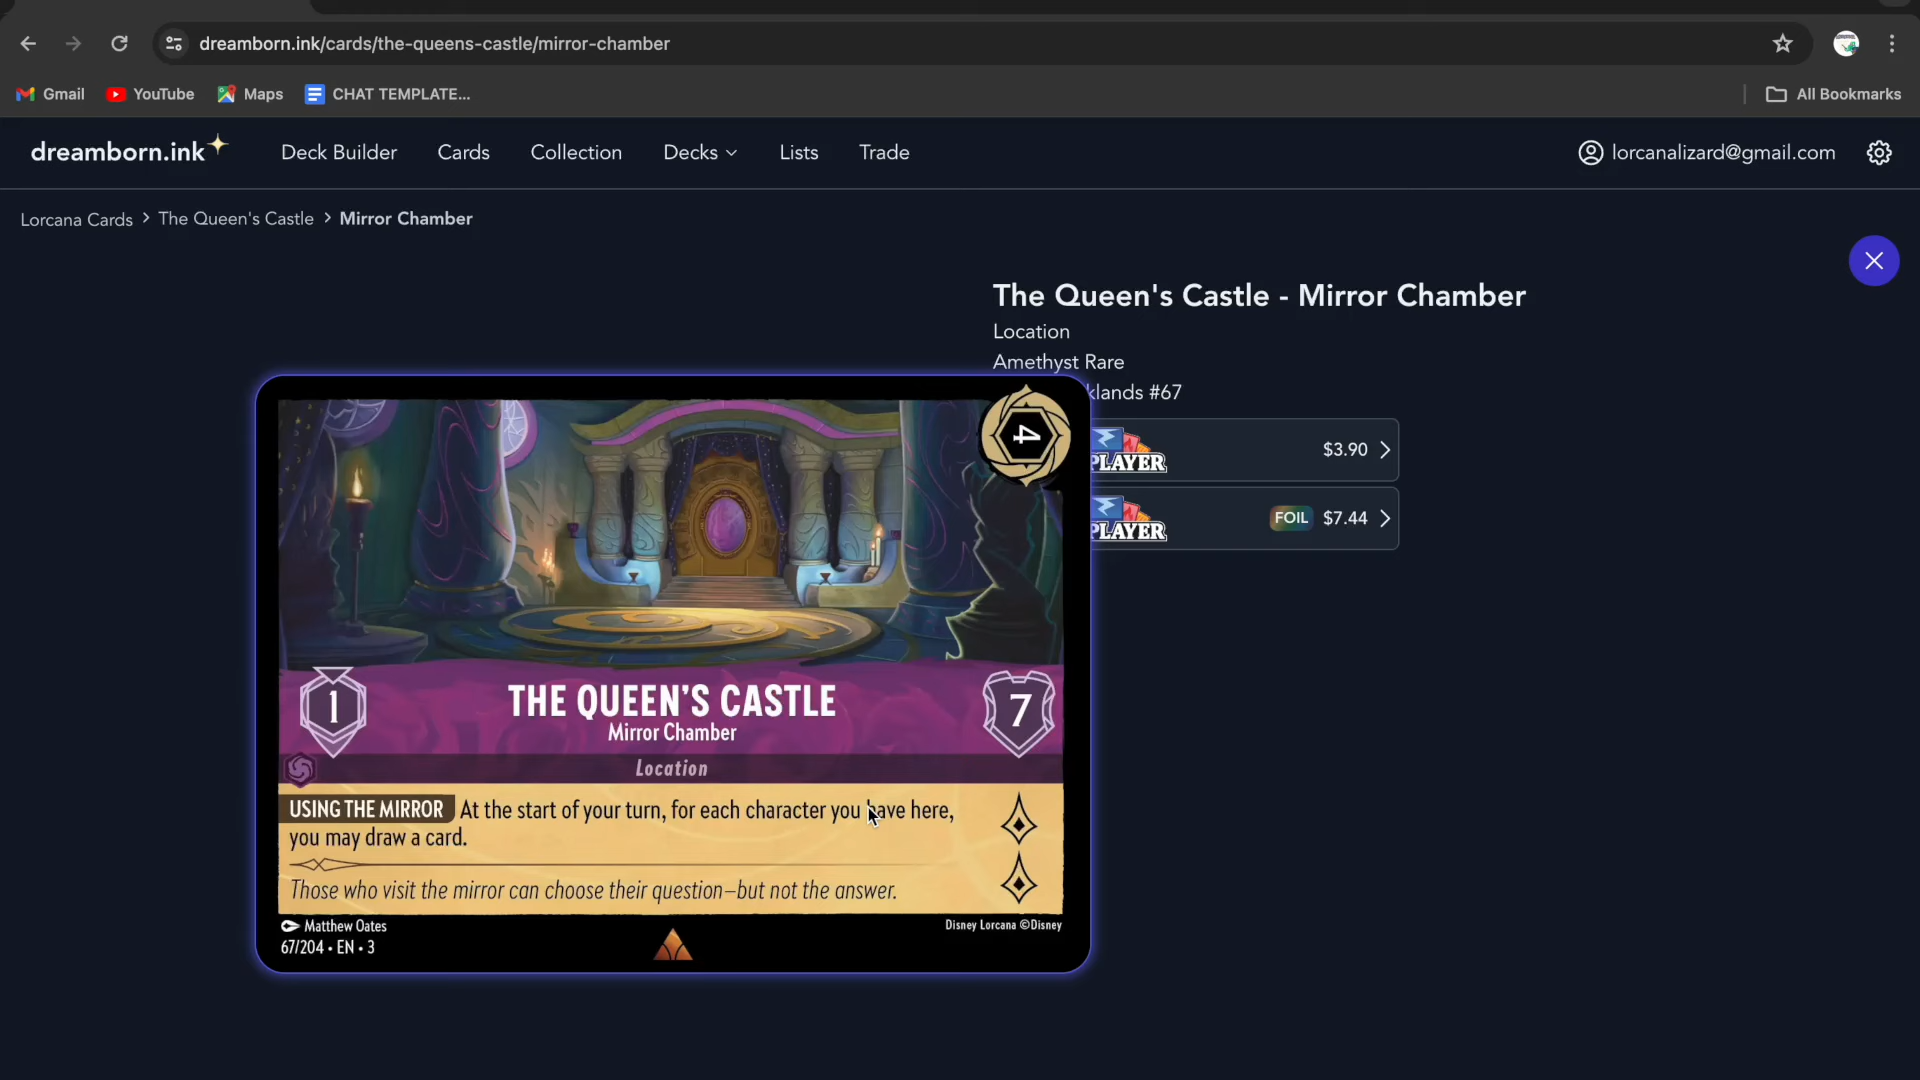 dreamborn.ink/cards/the-queens-castle/mirror-chamber
Gmail YouTube Maps CHAT TEMPLATE... All Bookmarks
dreamborn.ink Deck Builder Cards Collection Decks Lists Trade lorcanalizard@gmail.com
Lorcana Cards > The Queen's Castle > Mirror Chamber
The Queen's Castle - Mirror Chamber
Location
Amethyst Rare
klands #67
PLAYER $3.90
PLAYER FOIL $7.44
4
1 THE QUEEN'S CASTLE 7
Mirror Chamber
Location
USING THE MIRROR At the start of your turn, for each character you have here,
you may draw a card.
Those who visit the mirror can choose their question–but not the answer.
Matthew Oates Disney Lorcana ©Disney
67/204 • EN • 3